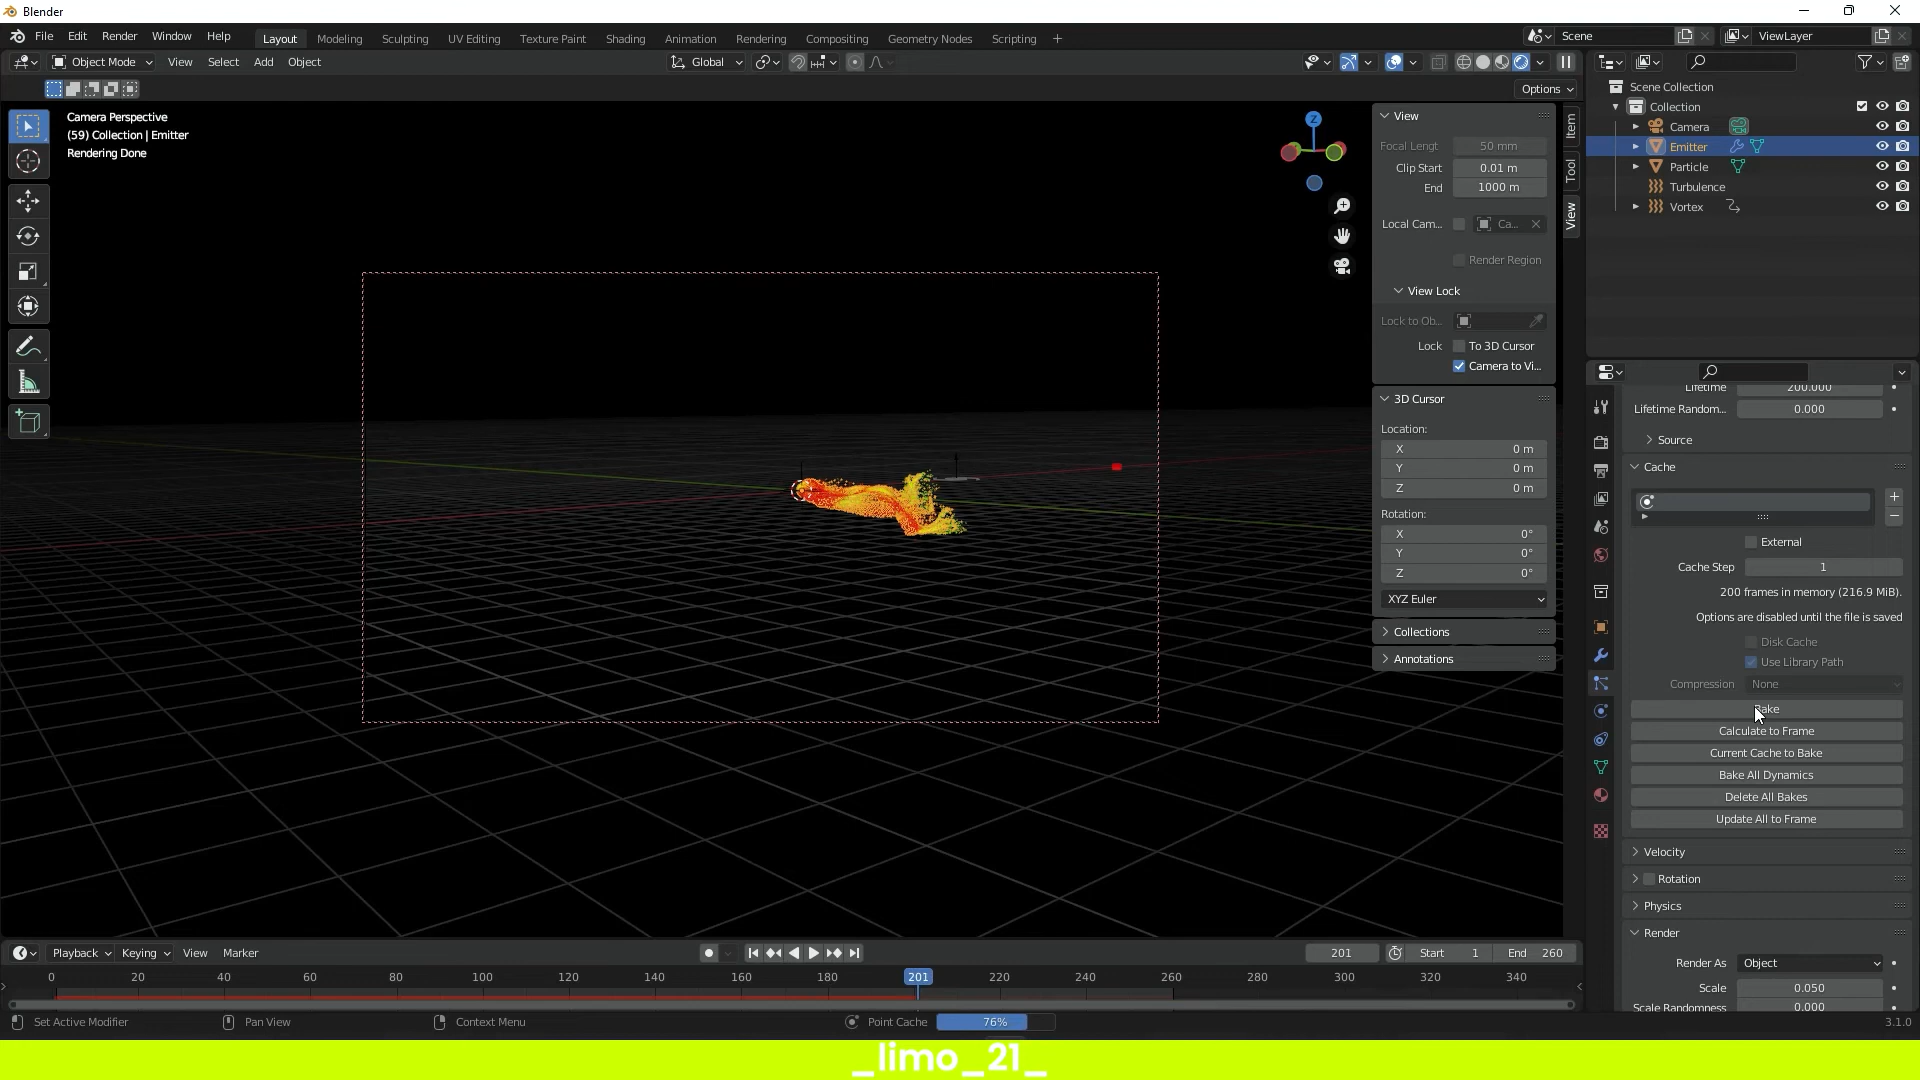 Blender
File Edit Render Window Help Layout Modeling Sculpting UV Editing Texture Paint Shading Animation Rendering Compositing Geometry Nodes Scripting + Scene ViewLayer
Object Mode View Select Add Object Global
Options
Camera Perspective
(59) Collection | Emitter
Rendering Done
Z
View
Focal Lengt 50 mm
Clip Start 0.01 m
End 1000 m
Local Cam... Ca...
Render Region
View Lock
Lock to Ob...
Lock To 3D Cursor
Camera to Vi...
3D Cursor
Location:
X 0 m
Y 0 m
Z 0 m
Rotation:
X 0°
Y 0°
Z 0°
XYZ Euler
Collections
Annotations
Item
Tool
View
Scene Collection
Collection
Camera
Emitter
Particle
Turbulence
Vortex
Lifetime 200.000
Lifetime Random... 0.000
Source
Cache
External
Cache Step 1
200 frames in memory (216.9 MiB).
Options are disabled until the file is saved
Disk Cache
Use Library Path
Compression None
Bake
Calculate to Frame
Current Cache to Bake
Bake All Dynamics
Delete All Bakes
Update All to Frame
Velocity
Rotation
Physics
Render
Render As Object
Scale 0.050
Scale Randomness 0.000
Playback Keying View Marker 201 Start 1 End 260
0 20 40 60 80 100 120 140 160 180 201 220 240 260 280 300 320 340
Set Active Modifier Pan View Context Menu Point Cache 76% 3.1.0
_limo_21_